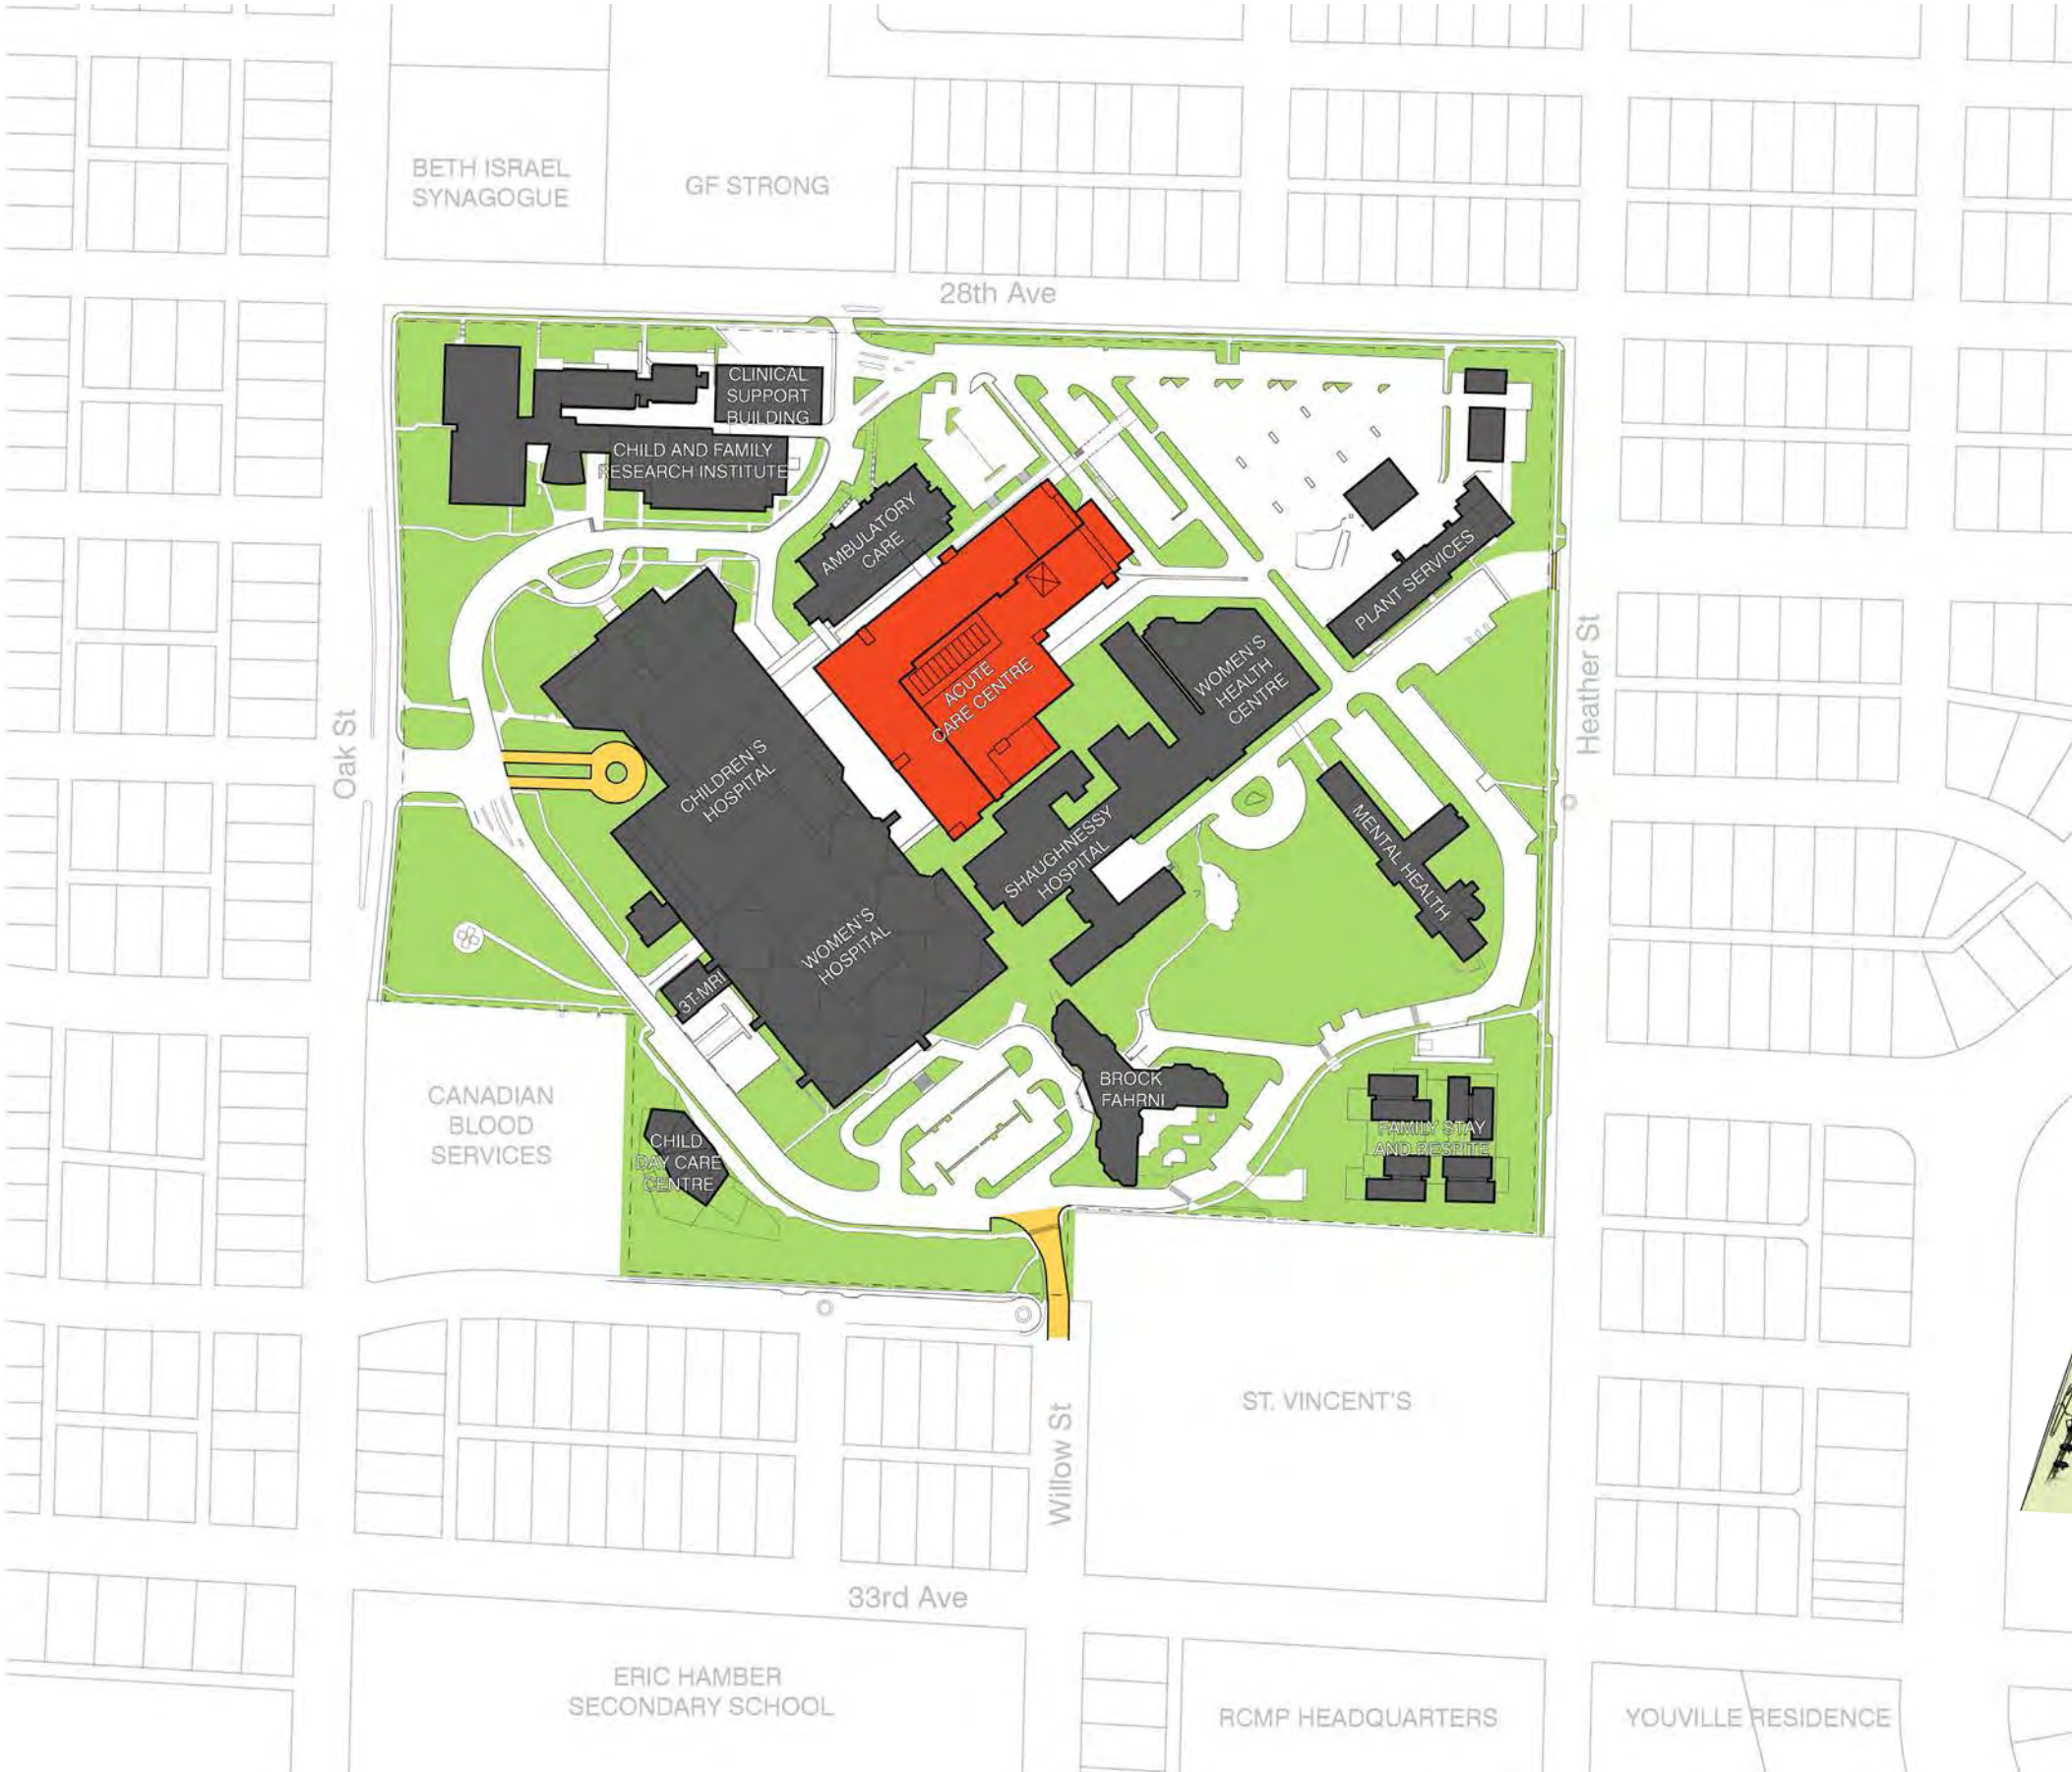 BETH ISRAEL
SYNAGOGUE
GF STRONG
28th Ave
CLINICAL
SUPPORT
BUILDING
CHILD AND FAMILY
RESEARCH INSTITUTE
AMBULATORY
CARE
PLANT SERVICES
ACUTE
CARE CENTRE
WOMEN'S
HEALTH
CENTRE
Oak St
Heather St
CHILDREN'S
HOSPITAL
SHAUGHNESSY
HOSPITAL
MENTAL HEALTH
WOMEN'S
HOSPITAL
3T-MRI
BROCK
FAHRNI
CANADIAN
BLOOD
SERVICES
CHILD
DAY CARE
CENTRE
FAMILY STAY
AND RESPITE
ST. VINCENT'S
Willow St
33rd Ave
ERIC HAMBER
SECONDARY SCHOOL
RCMP HEADQUARTERS
YOUVILLE RESIDENCE